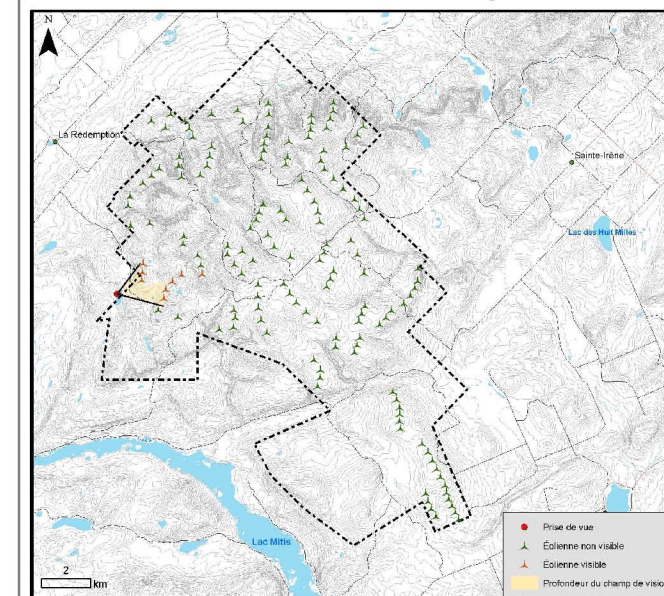 N
La Rédemption
Sainte-Irène
Lac des Huit Milles
Lac Mitis
2
km
Prise de vue
Éolienne non visible
Éolienne visible
Profondeur du champ de visio